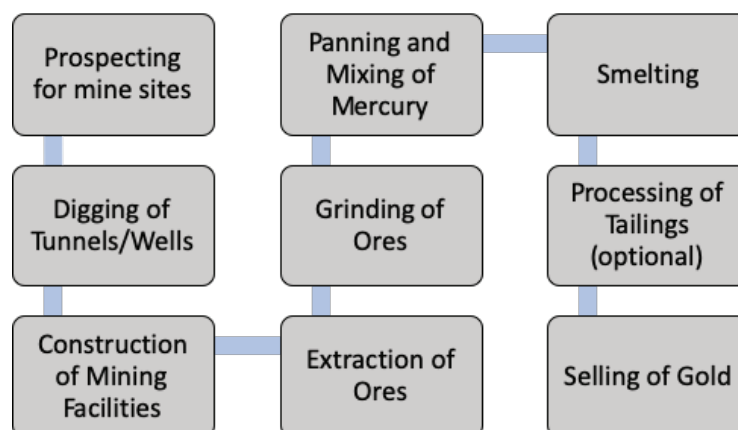 Prospecting
for mine sites
Digging of
Tunnels/Wells
Construction
of Mining
Facilities
Extraction of
Ores
Grinding of
Ores
Panning and
Mixing of
Mercury
Smelting
Processing of
Tailings
(optional)
Selling of Gold